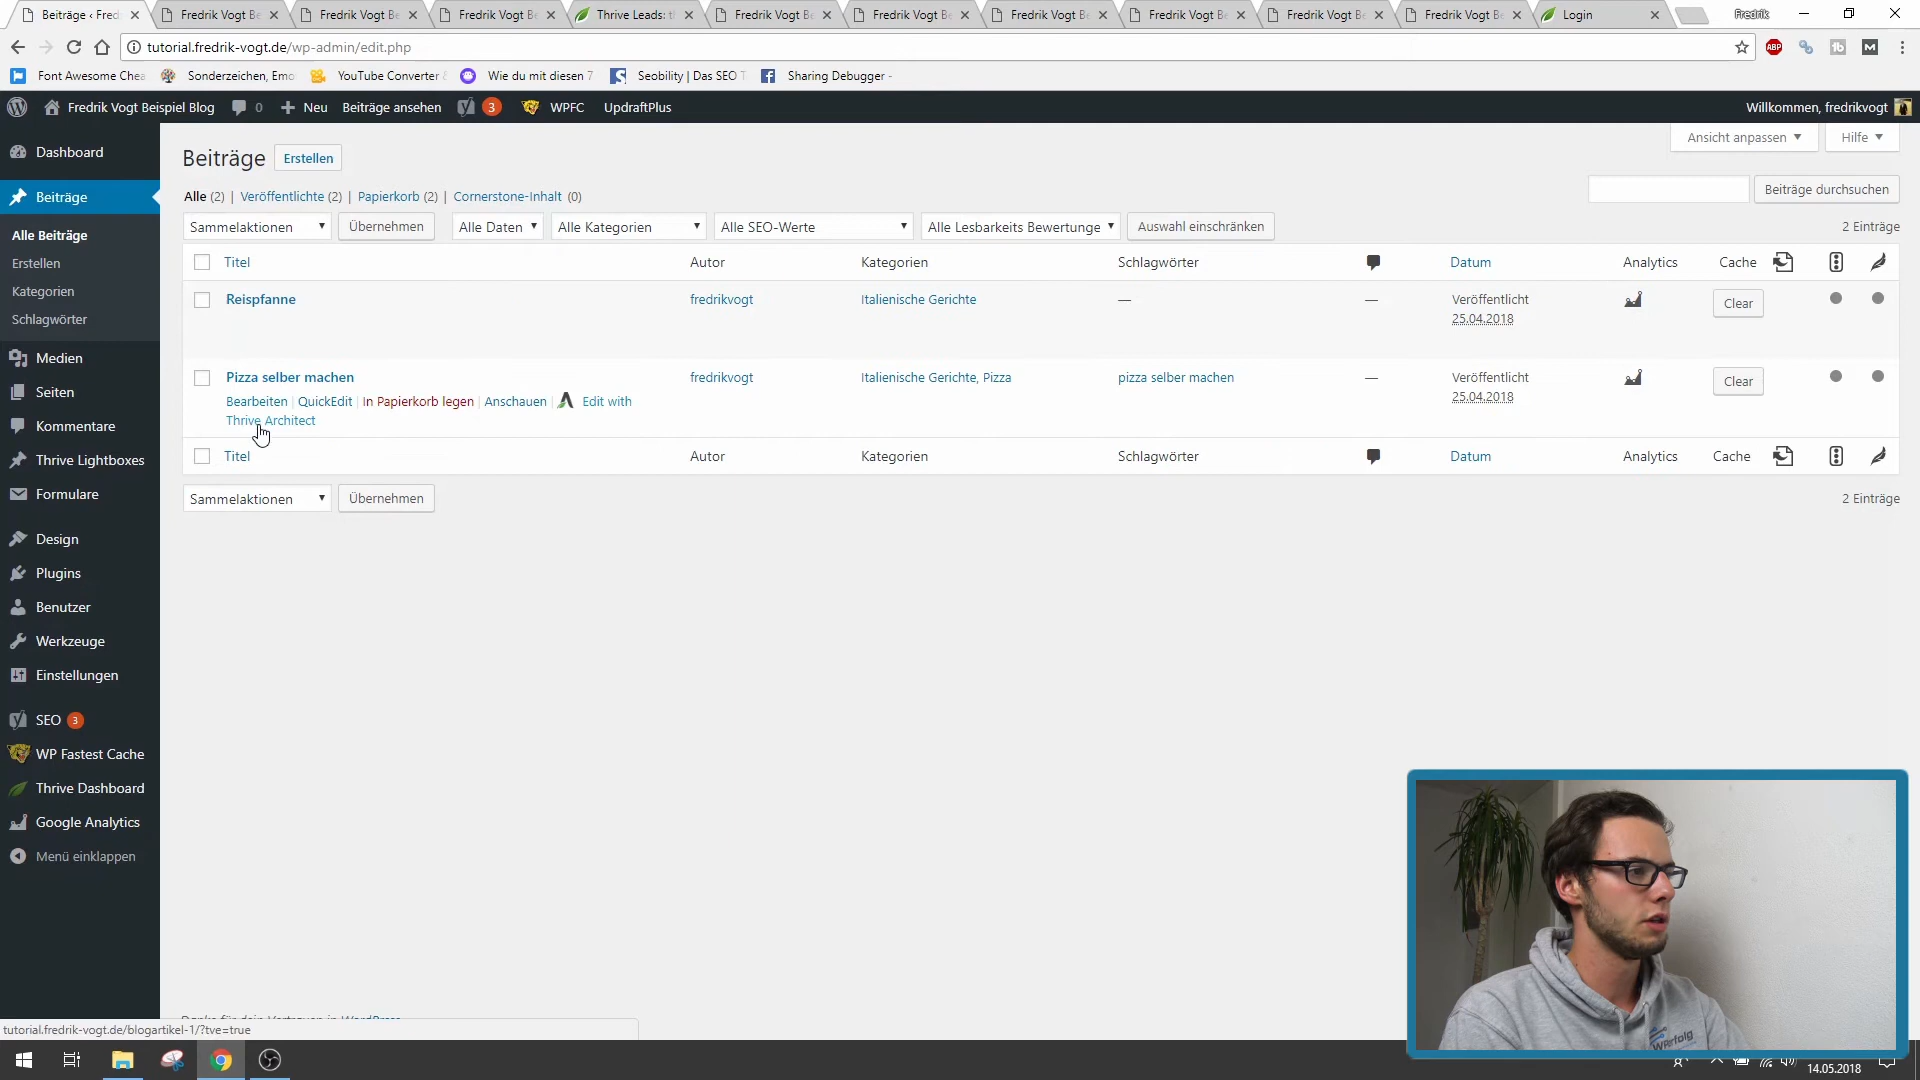 Beiträge ‹ Fred
Fredrik Vogt Be
Fredrik Vogt Be
Fredrik Vogt Be
Thrive Leads: t
Fredrik Vogt Be
Fredrik Vogt Be
Fredrik Vogt Be
Fredrik Vogt Be
Fredrik Vogt Be
Fredrik Vogt Be
Login
Fredrik
tutorial.fredrik-vogt.de/wp-admin/edit.php
ABP
Font Awesome Chea
Sonderzeichen, Emo
YouTube Converter
Wie du mit diesen 7
Seobility | Das SEO T
Sharing Debugger -
Fredrik Vogt Beispiel Blog
0
Neu
Beiträge ansehen
3
WPFC
UpdraftPlus
Willkommen, fredrikvogt
Dashboard
Beiträge
Alle Beiträge
Erstellen
Kategorien
Schlagwörter
Medien
Seiten
Kommentare
Thrive Lightboxes
Formulare
Design
Plugins
Benutzer
Werkzeuge
Einstellungen
SEO 3
WP Fastest Cache
Thrive Dashboard
Google Analytics
Menü einklappen
Ansicht anpassen
Hilfe
Beiträge Erstellen
Alle (2) | Veröffentlichte (2) | Papierkorb (2) | Cornerstone-Inhalt (0)
Beiträge durchsuchen
Sammelaktionen Übernehmen Alle Daten Alle Kategorien Alle SEO-Werte Alle Lesbarkeits Bewertunge Auswahl einschränken 2 Einträge
Titel Autor Kategorien Schlagwörter Datum Analytics Cache
Reispfanne fredrikvogt Italienische Gerichte — — Veröffentlicht
25.04.2018
Clear
Pizza selber machen fredrikvogt Italienische Gerichte, Pizza pizza selber machen — Veröffentlicht
25.04.2018
Clear
Bearbeiten | QuickEdit | In Papierkorb legen | Anschauen | Edit with
Thrive Architect
Titel Autor Kategorien Schlagwörter Datum Analytics Cache
Sammelaktionen Übernehmen 2 Einträge
WordPress
tutorial.fredrik-vogt.de/blogartikel-1/?tve=true
14.05.2018